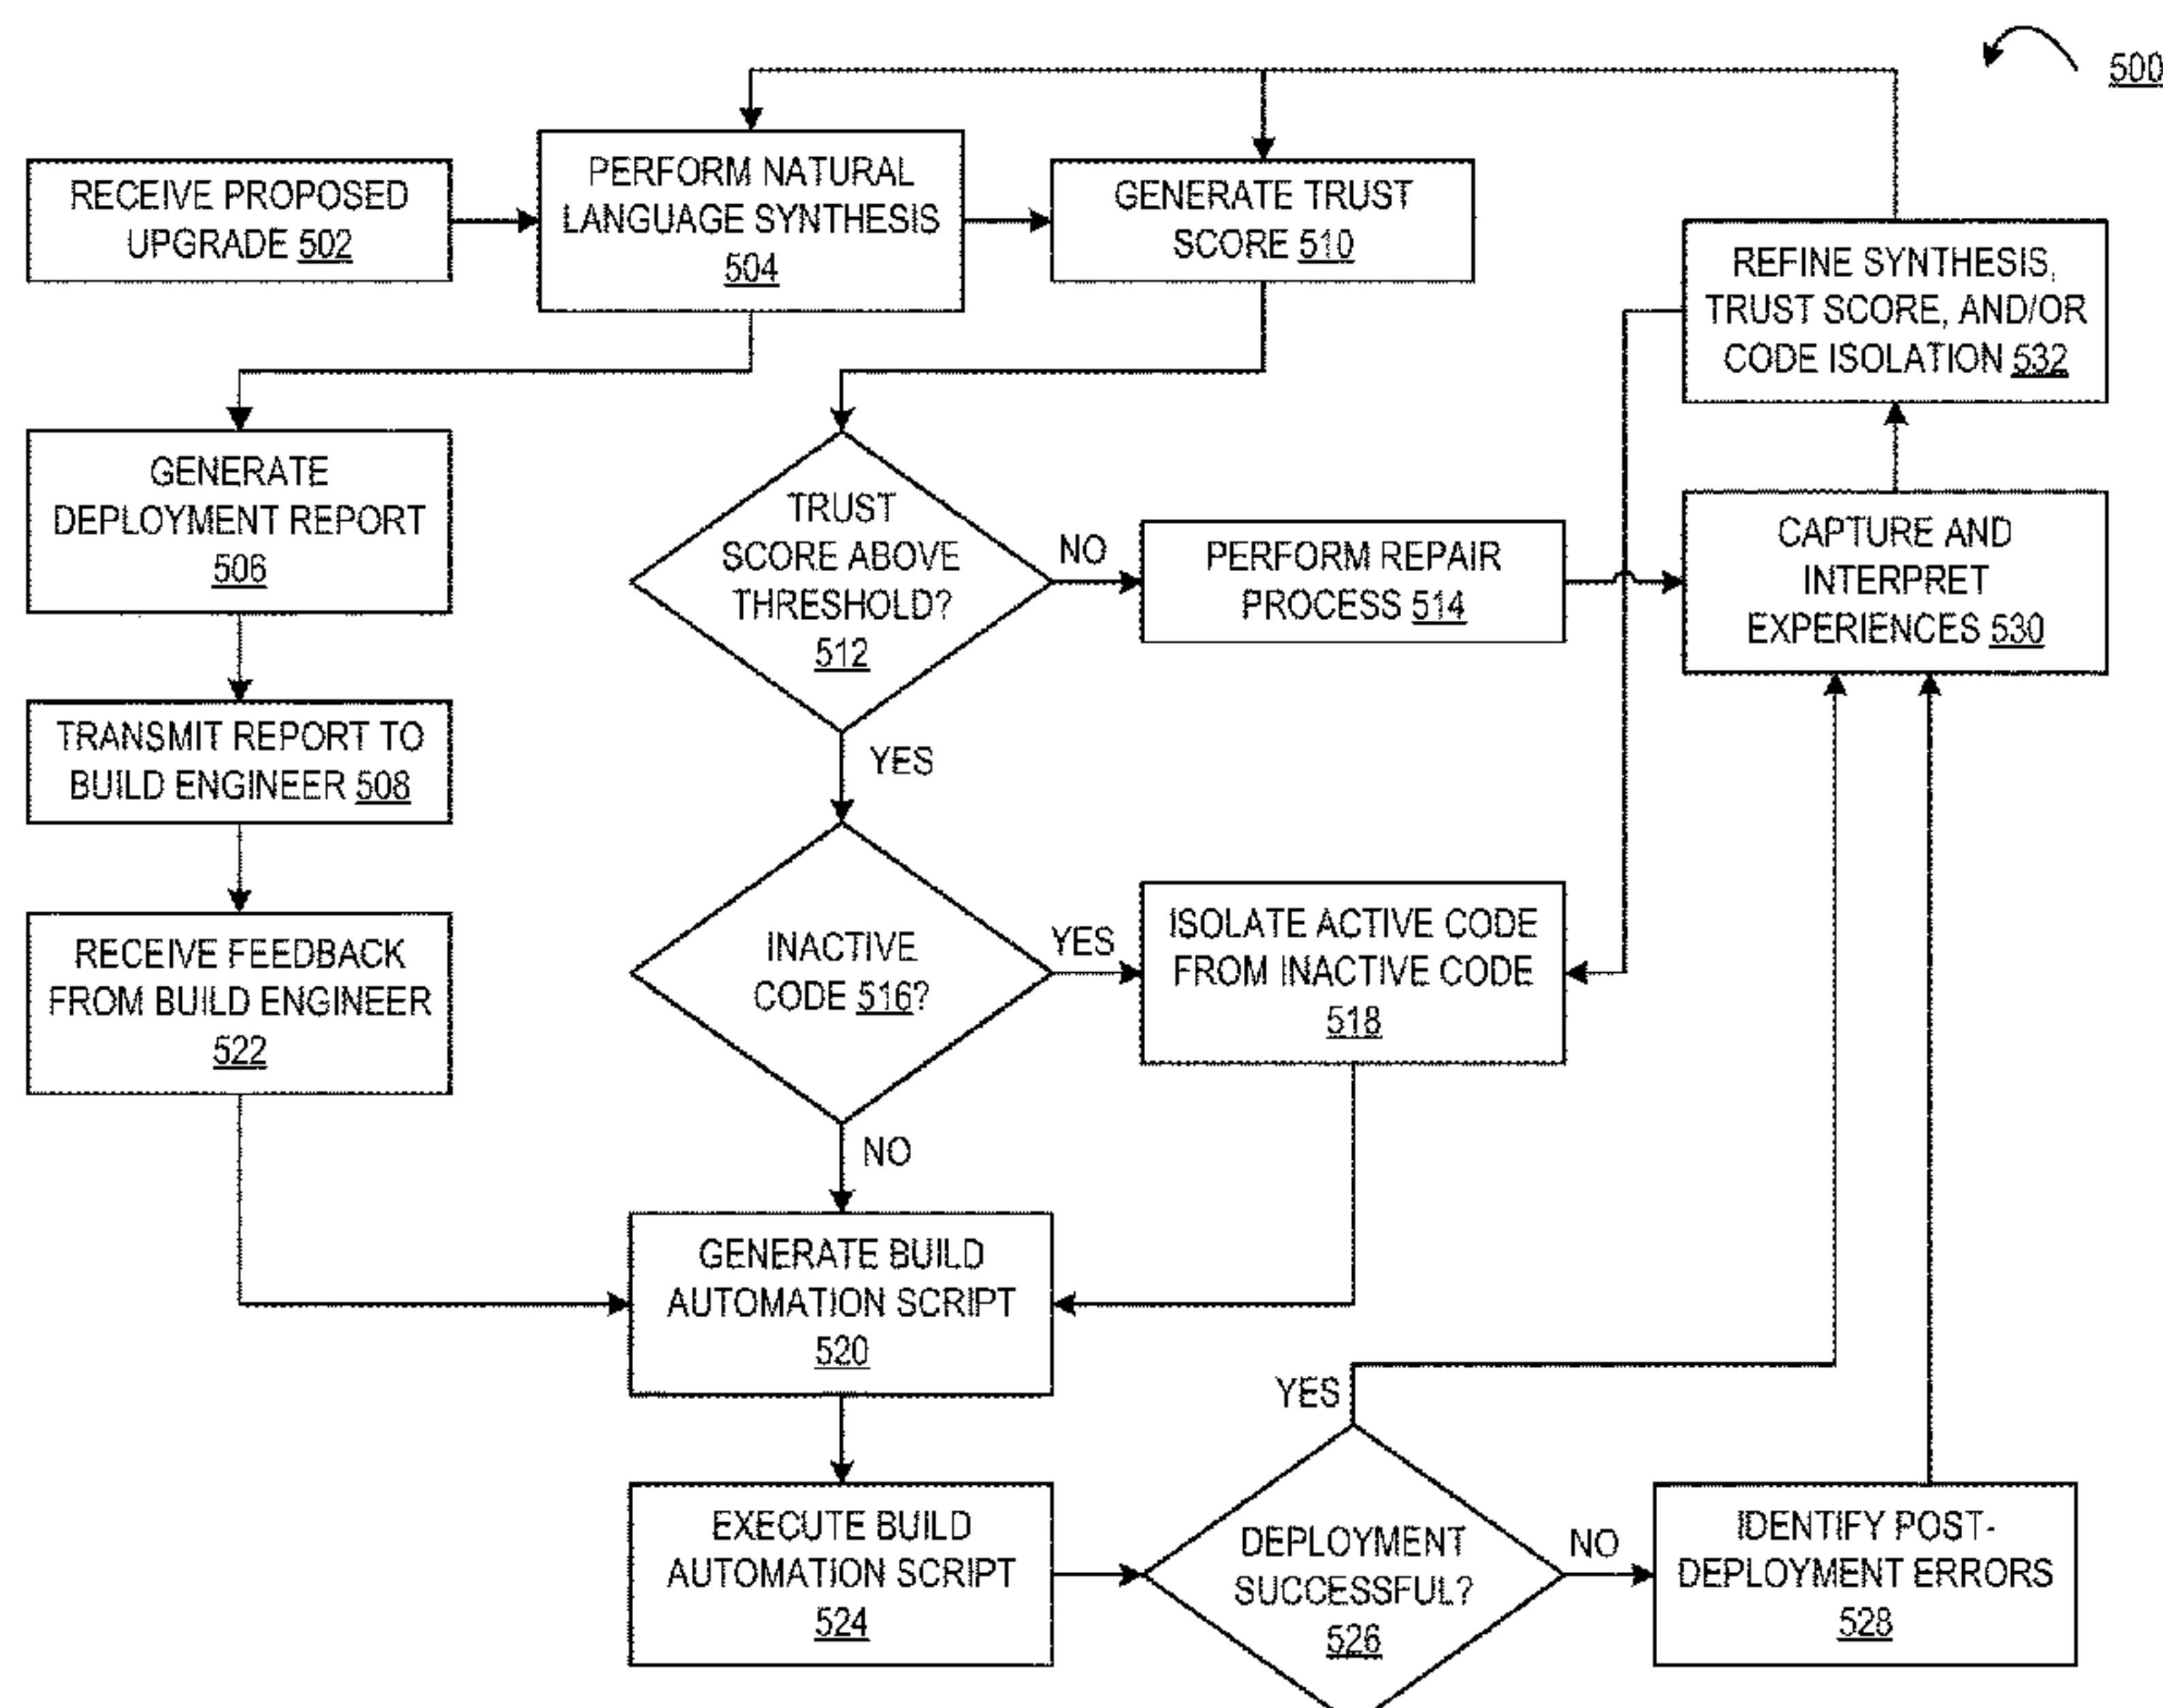 500
RECEIVE PROPOSED
UPGRADE 502
PERFORM NATURAL
LANGUAGE SYNTHESIS
504
GENERATE TRUST
SCORE 510
REFINE SYNTHESIS,
TRUST SCORE, AND/OR
CODE ISOLATION 532
GENERATE
DEPLOYMENT REPORT
506
TRUST
SCORE ABOVE
THRESHOLD?
512
NO
PERFORM REPAIR
PROCESS 514
CAPTURE AND
INTERPRET
EXPERIENCES 530
TRANSMIT REPORT TO
BUILD ENGINEER 508
YES
RECEIVE FEEDBACK
FROM BUILD ENGINEER
522
INACTIVE
CODE 516?
YES
ISOLATE ACTIVE CODE
FROM INACTIVE CODE
518
NO
GENERATE BUILD
AUTOMATION SCRIPT
520
YES
EXECUTE BUILD
AUTOMATION SCRIPT
524
DEPLOYMENT
SUCCESSFUL?
526
NO
IDENTIFY POST-
DEPLOYMENT ERRORS
528